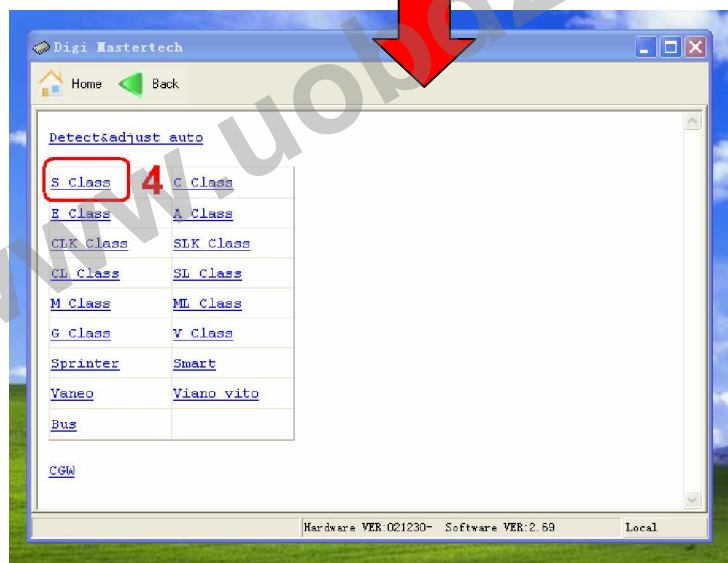 Digi Mastertech
Home Back
Detect&adjust auto
S Class 4 C Class
E Class A Class
CLK Class SLK Class
CL Class SL Class
M Class ML Class
G Class V Class
Sprinter Smart
Vaneo Viano vito
Bus
CGW
Hardware VER:021230- Software VER:2.69 Local